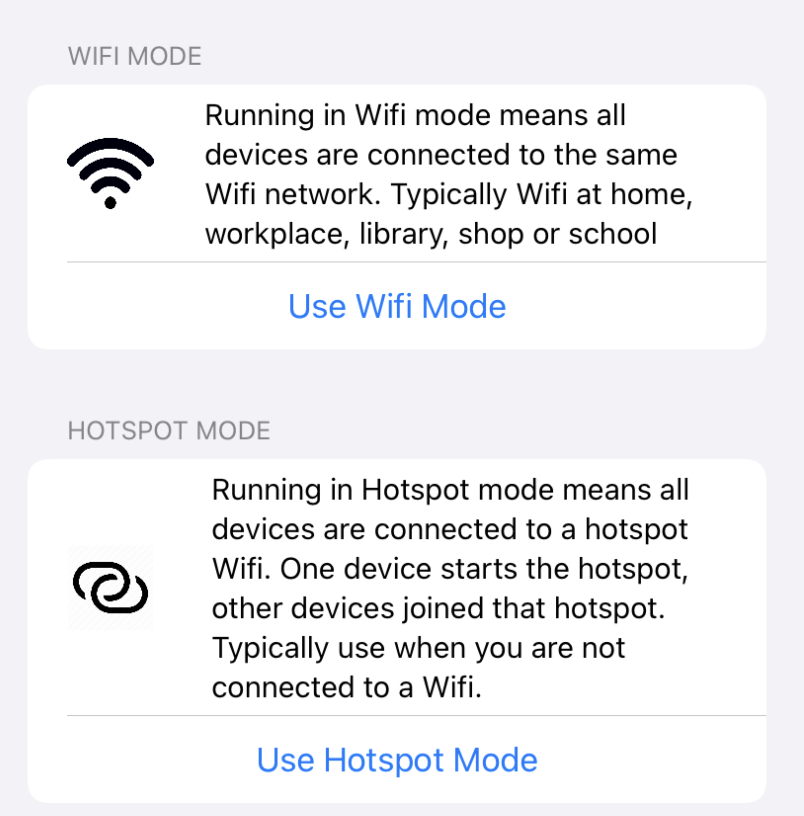 WIFI MODE
Running in Wifi mode means all
devices are connected to the same
Wifi network. Typically Wifi at home,
workplace, library, shop or school
Use Wifi Mode
HOTSPOT MODE
Running in Hotspot mode means all
devices are connected to a hotspot
Wifi. One device starts the hotspot,
other devices joined that hotspot.
Typically use when you are not
connected to a Wifi.
Use Hotspot Mode